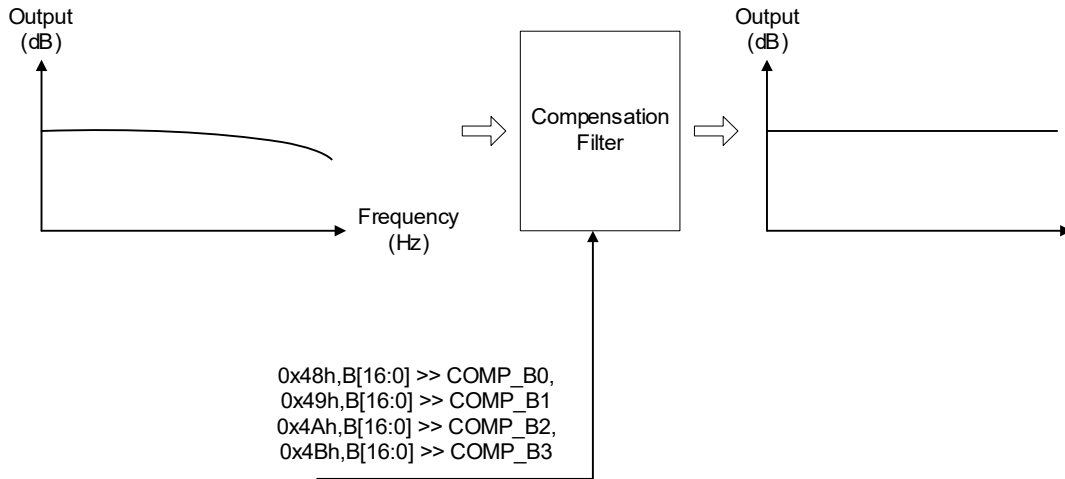 Output
(dB)
Frequency
(Hz)
Compensation
Filter
Output
(dB)
0x48h,B[16:0] >> COMP_B0,
0x49h,B[16:0] >> COMP_B1
0x4Ah,B[16:0] >> COMP_B2,
0x4Bh,B[16:0] >> COMP_B3